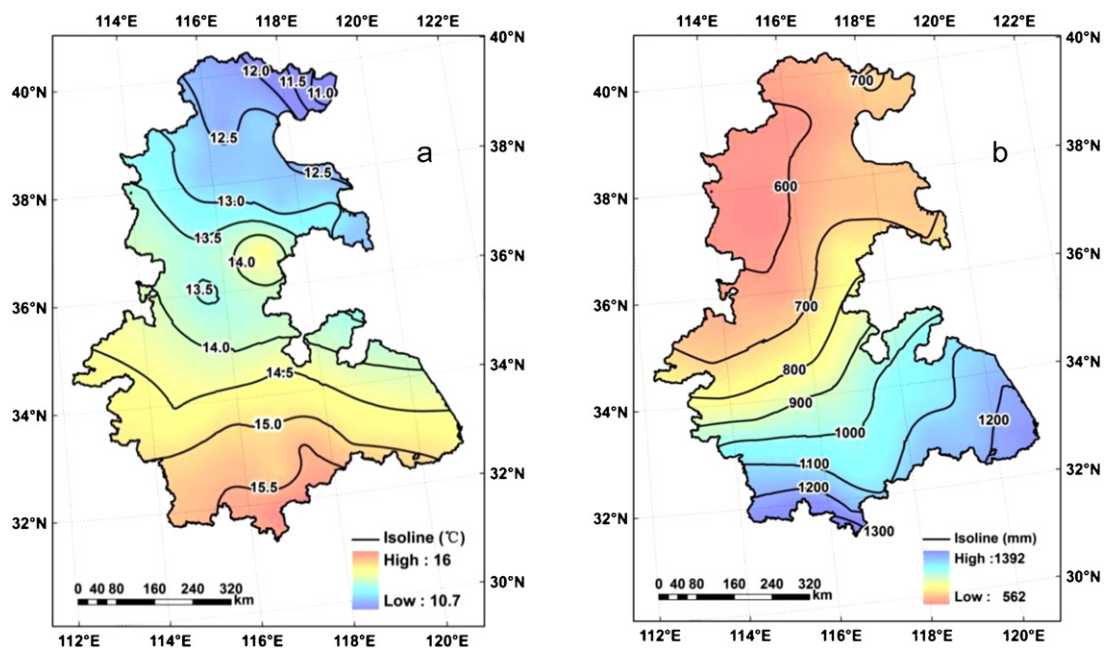 114°E 116°E 118°E 120°E 122°E
40°N
40°N
38°N
38°N
36°N
36°N
34°N
34°N
32°N
32°N
30°N
12.0
11.5
11.0
12.5
a
12.5
13.0
13.5
14.0
13.5
14.0
14.5
15.0
15.5
Isoline (℃)
High : 16
Low : 10.7
0 40 80 160 240 320
km
112°E 114°E 116°E 118°E 120°E
114°E 116°E 118°E 120°E 122°E
40°N
40°N
38°N
38°N
36°N
36°N
34°N
34°N
32°N
32°N
30°N
700
b
600
700
800
900
1000
1200
1100
1200
1300
Isoline (mm)
High :1392
Low : 562
0 40 80 160 240 320
km
112°E 114°E 116°E 118°E 120°E